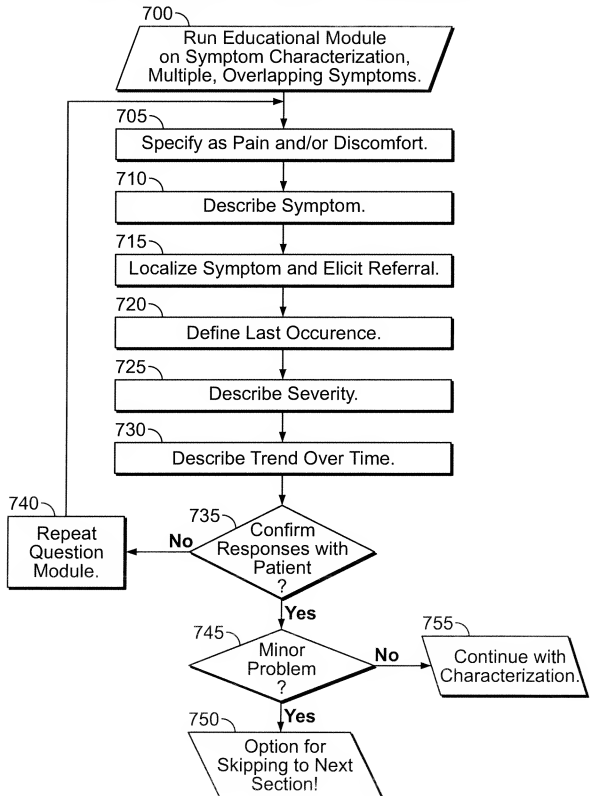 700
Run Educational Module
on Symptom Characterization,
Multiple, Overlapping Symptoms.
705
Specify as Pain and/or Discomfort.
710
Describe Symptom.
715
Localize Symptom and Elicit Referral.
720
Define Last Occurence.
725
Describe Severity.
730
Describe Trend Over Time.
735
Confirm
Responses with
Patient
?
No
740
Repeat
Question
Module.
Yes
745
Minor
Problem
?
No
755
Continue with
Characterization.
Yes
750
Option for
Skipping to Next
Section!